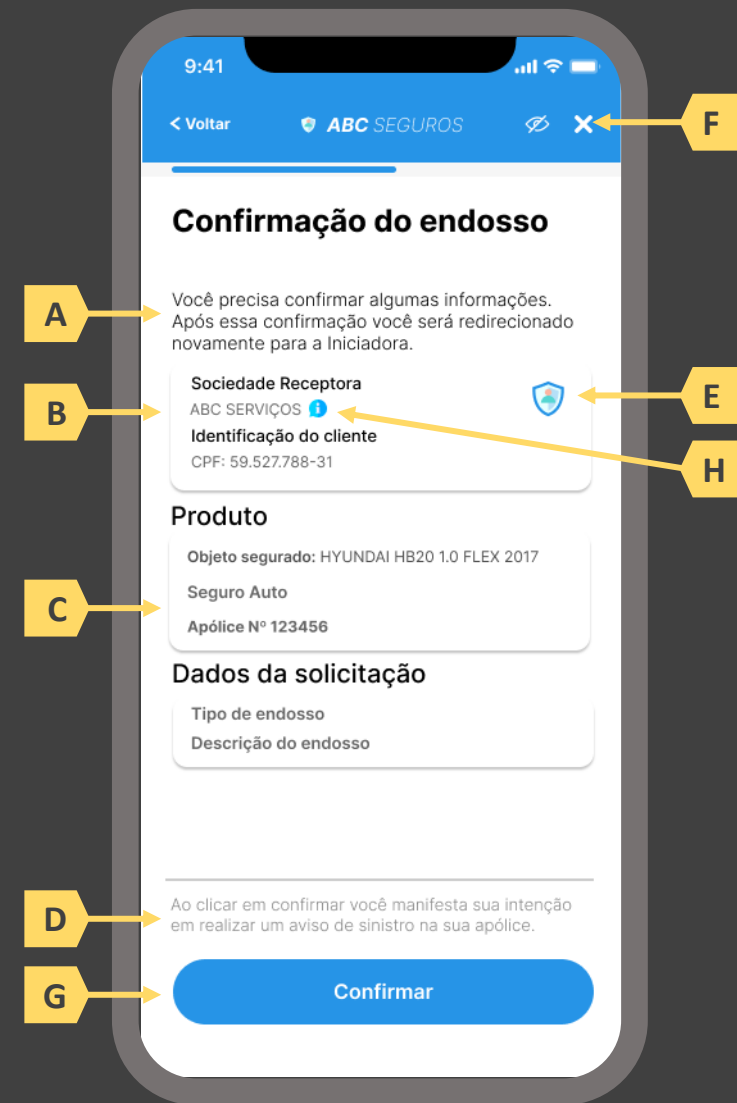 9:41
Voltar
ABC SEGUROS
F
Confirmação do endosso
A
Você precisa confirmar algumas informações.
Após essa confirmação você será redirecionado
novamente para a Iniciadora.
B
Sociedade Receptora
ABC SERVIÇOS
Identificação do cliente
CPF: 59.527.788-31
E
H
Produto
C
Objeto segurado: HYUNDAI HB20 1.0 FLEX 2017
Seguro Auto
Apólice Nº 123456
Dados da solicitação
Tipo de endosso
Descrição do endosso
D
Ao clicar em confirmar você manifesta sua intenção
em realizar um aviso de sinistro na sua apólice.
G
Confirmar